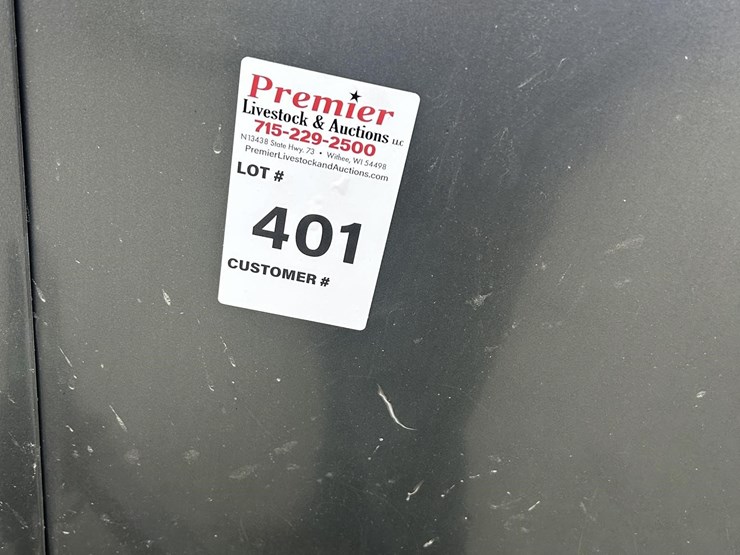 Premier
Livestock & Auctions LLC
715-229-2500
N13438 State Hwy. 73 • Withee, WI 54498
PremierLivestockandAuctions.com
LOT #
401
CUSTOMER #